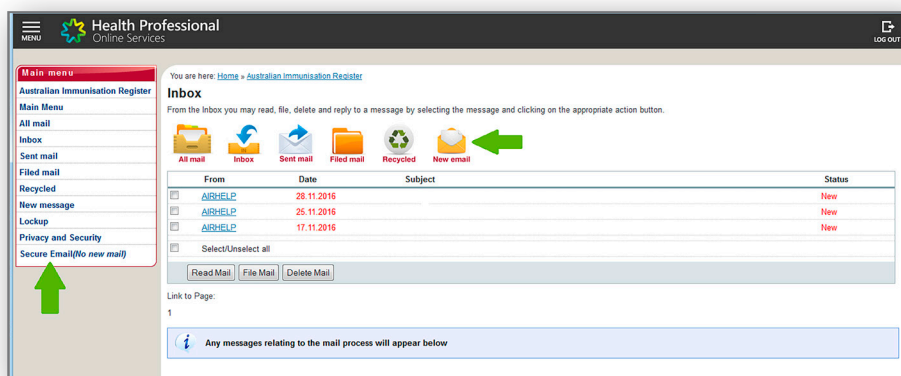 MENU
Health Professional
Online Services
LOG OUT
Main menu
Australian Immunisation Register
Main Menu
All mail
Inbox
Sent mail
Filed mail
Recycled
New message
Lockup
Privacy and Security
Secure Email(No new mail)
You are here: Home » Australian Immunisation Register
Inbox
From the Inbox you may read, file, delete and reply to a message by selecting the message and clicking on the appropriate action button.
All mail Inbox Sent mail Filed mail Recycled New email
From Date Subject Status
AIRHELP 28.11.2016 New
AIRHELP 25.11.2016 New
AIRHELP 17.11.2016 New
Select/Unselect all
Read Mail File Mail Delete Mail
Link to Page:
1
i Any messages relating to the mail process will appear below